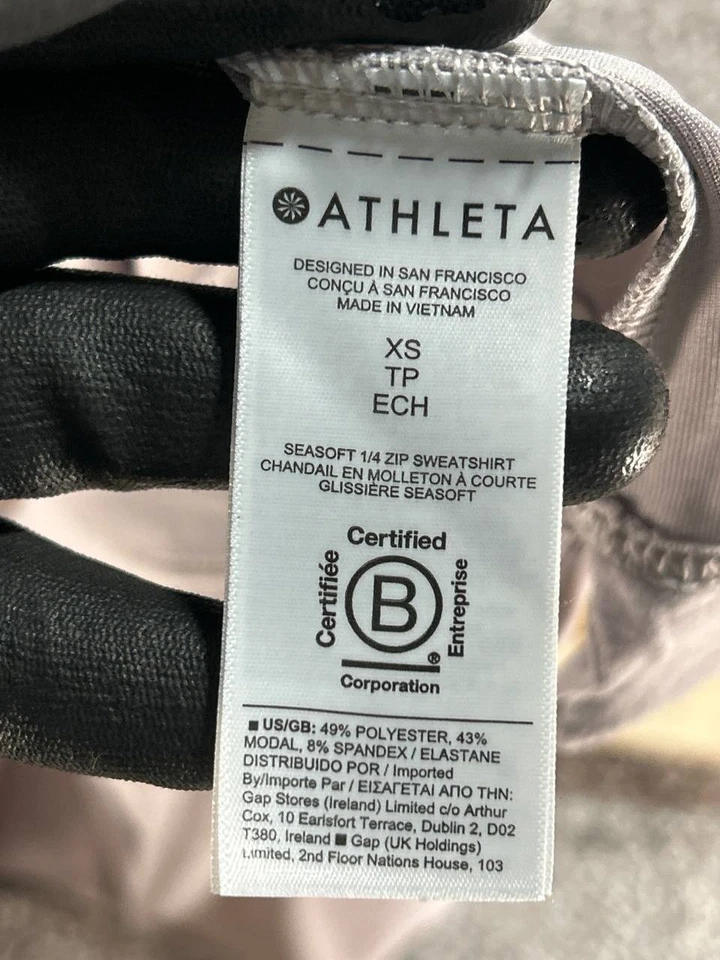 ATHLETA
DESIGNED IN SAN FRANCISCO
CONÇU À SAN FRANCISCO
MADE IN VIETNAM
XS
TP
ECH
SEASOFT 1/4 ZIP SWEATSHIRT
CHANDAIL EN MOLLETON À COURTE
GLISSIÈRE SEASOFT
Certified
Certifiée
B
Entreprise
®
Corporation
■ US/GB: 49% POLYESTER, 43%
MODAL, 8% SPANDEX / ELASTANE
DISTRIBUIDO POR / Imported
By/Importe Par / ΕΙΣΑΓΕΤΑΙ ΑΠΟ ΤΗΝ:
Gap Stores (Ireland) Limited c/o Arthur
Cox, 10 Earlsfort Terrace, Dublin 2, D02
T380, Ireland ■ Gap (UK Holdings)
Limited, 2nd Floor Nations House, 103